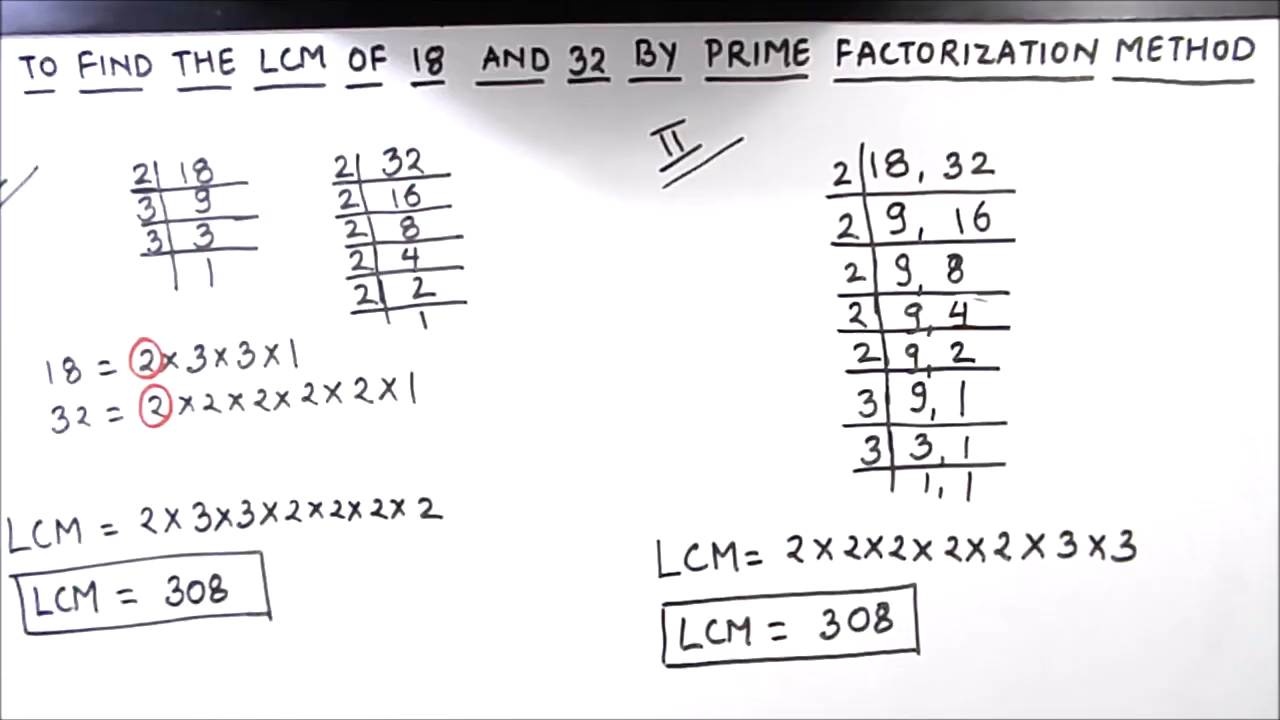 TO FIND THE LCM OF 18 AND 32 BY PRIME FACTORIZATION METHOD
2 18
3 9
3 3
1
2 32
2 16
2 8
2 4
2 2
1
18 = 2 × 3 × 3 × 1
32 = 2 × 2 × 2 × 2 × 2 × 1
LCM = 2 × 3 × 3 × 2 × 2 × 2 × 2
LCM = 308
II
2 18, 32
2 9, 16
2 9, 8
2 9, 4
2 9, 2
3 9, 1
3 3, 1
1, 1
LCM = 2 × 2 × 2 × 2 × 2 × 3 × 3
LCM = 308